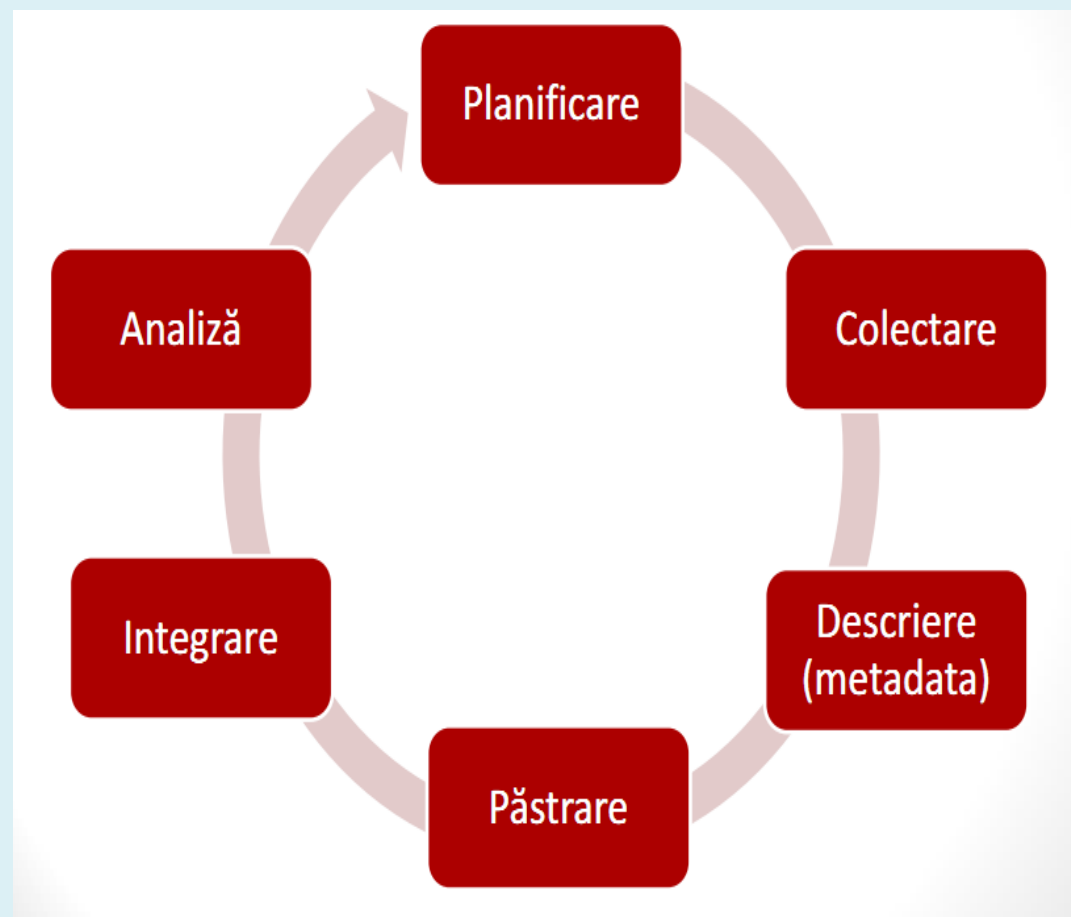 Planificare
Colectare
Descriere
(metadata)
Păstrare
Integrare
Analiză